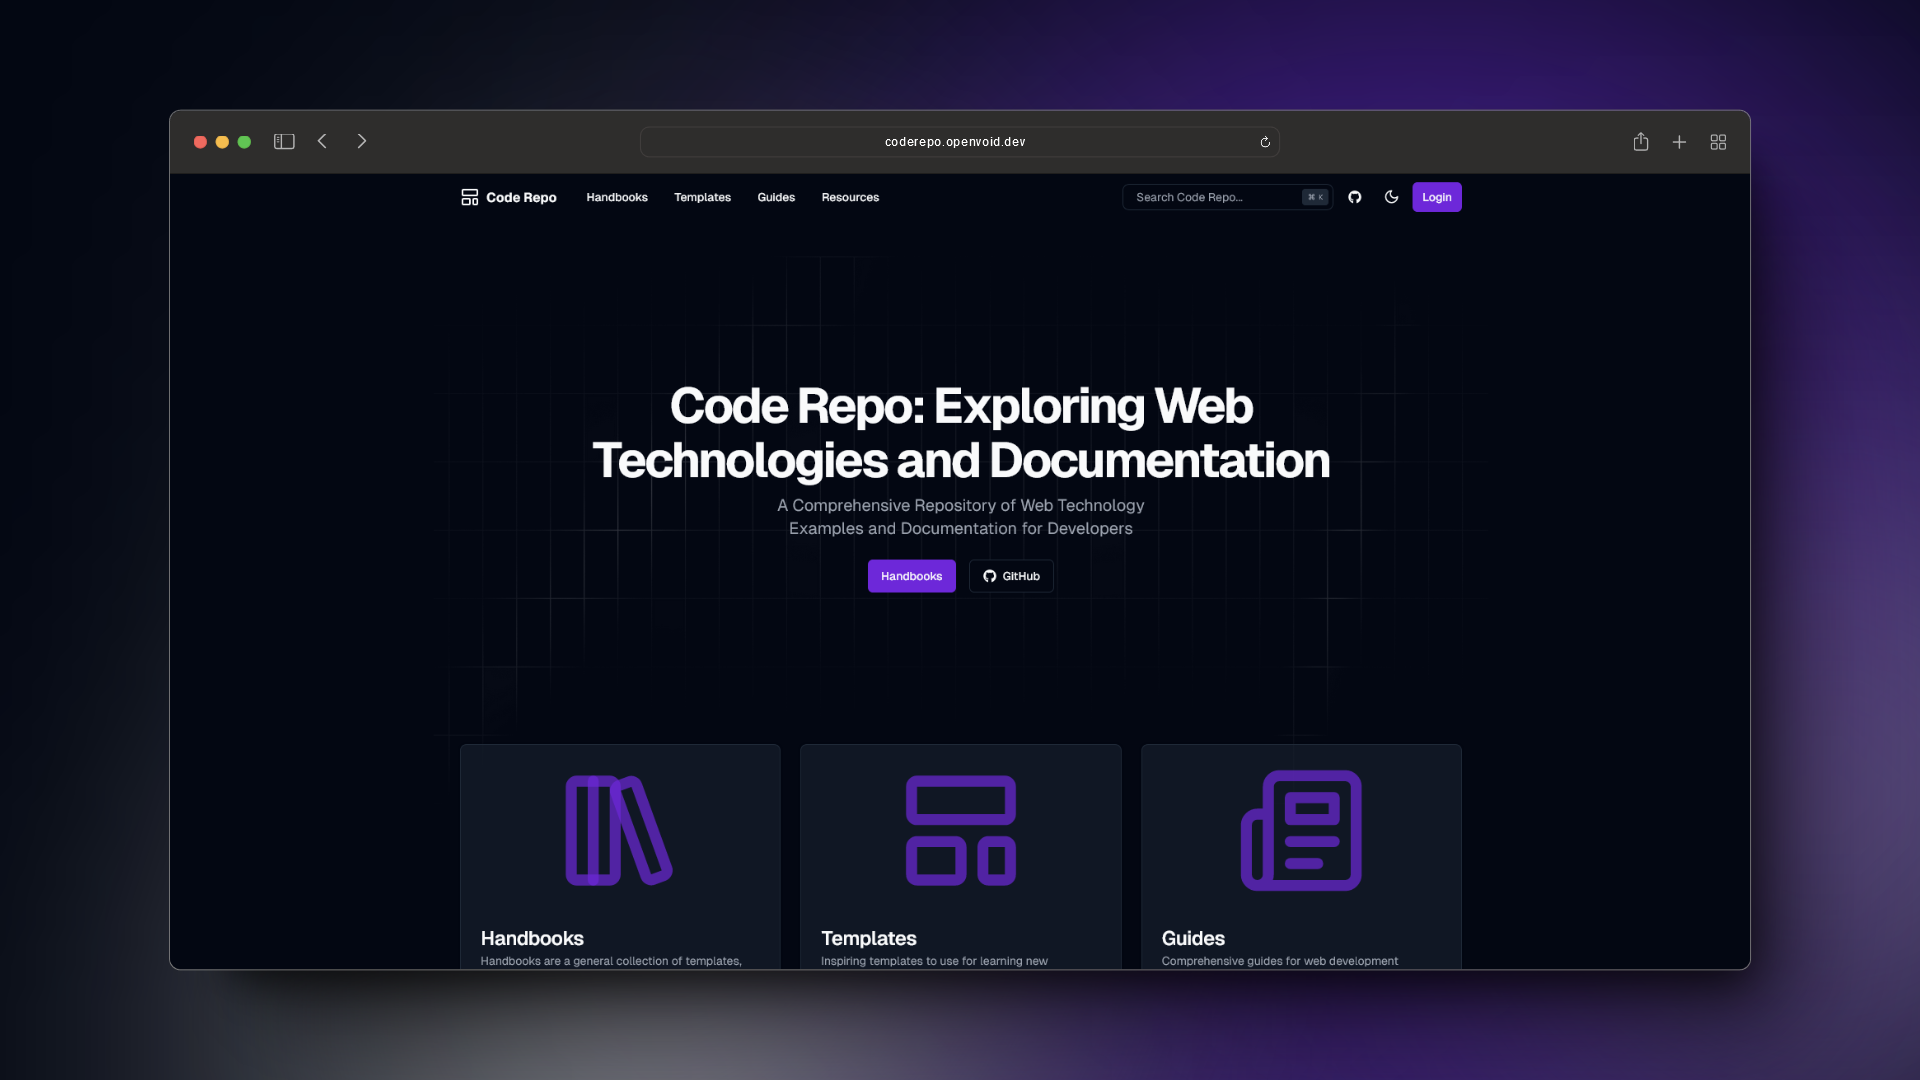 coderepo.openvoid.dev
Code Repo
Handbooks
Templates
Guides
Resources
Search Code Repo...
⌘ K
Login
Code Repo: Exploring Web
Technologies and Documentation
A Comprehensive Repository of Web Technology
Examples and Documentation for Developers
Handbooks
GitHub
Handbooks
Handbooks are a general collection of templates,
Templates
Inspiring templates to use for learning new
Guides
Comprehensive guides for web development